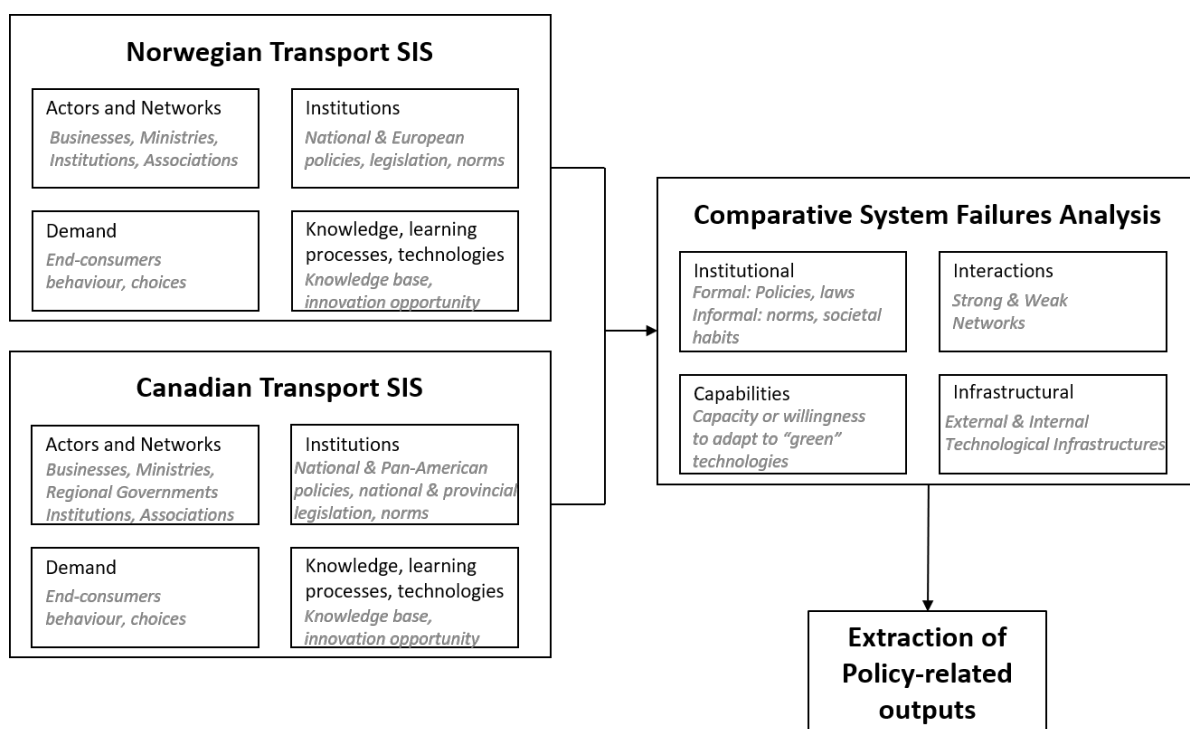 Norwegian Transport SIS
Actors and Networks
Businesses, Ministries,
Institutions, Associations
Institutions
National & European
policies, legislation, norms
Demand
End-consumers
behaviour, choices
Knowledge, learning
processes, technologies
Knowledge base,
innovation opportunity
Canadian Transport SIS
Actors and Networks
Businesses, Ministries,
Regional Governments
Institutions, Associations
Institutions
National & Pan-American
policies, national & provincial
legislation, norms
Demand
End-consumers
behaviour, choices
Knowledge, learning
processes, technologies
Knowledge base,
innovation opportunity
Comparative System Failures Analysis
Institutional
Formal: Policies, laws
Informal: norms, societal
habits
Interactions
Strong & Weak
Networks
Capabilities
Capacity or willingness
to adapt to “green”
technologies
Infrastructural
External & Internal
Technological Infrastructures
Extraction of
Policy-related
outputs